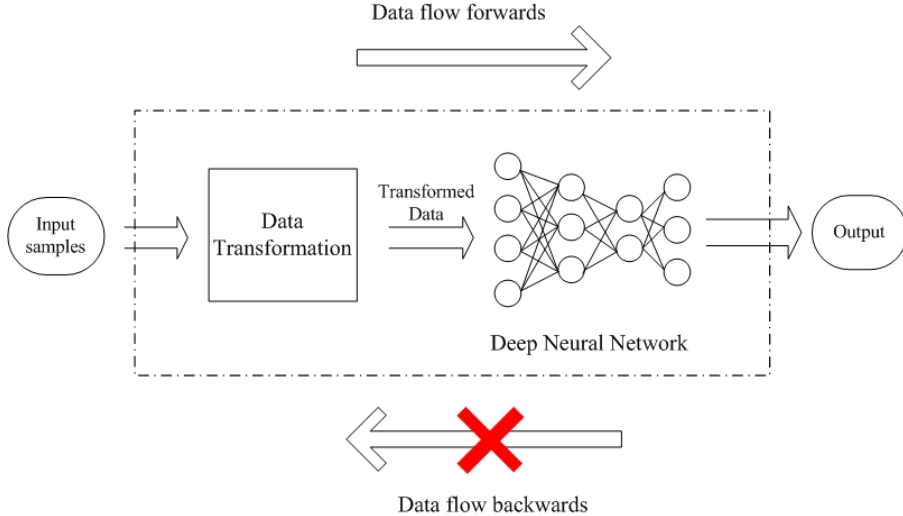 Data flow forwards
Input
samples
Data
Transformation
Transformed
Data
Deep Neural Network
Output
Data flow backwards